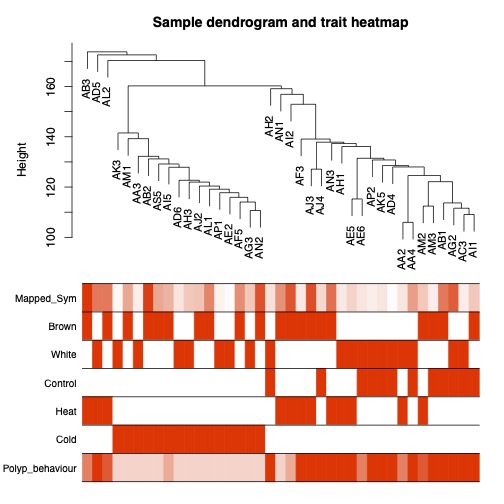 Sample dendrogram and trait heatmap
Height
160
140
120
100
AB3
AD5
AL2
AK3
AM1
AA3
AB2
AS5
AI5
AD6
AH3
AJ2
AL1
AP1
AE2
AF5
AG3
AN2
AH2
AN1
AI2
AF3
AJ3
AJ4
AN3
AH1
AE5
AE6
AP2
AK5
AD4
AA2
AA4
AM2
AM3
AB1
AG2
AC3
AI1
Mapped_Sym
Brown
White
Control
Heat
Cold
Polyp_behaviour